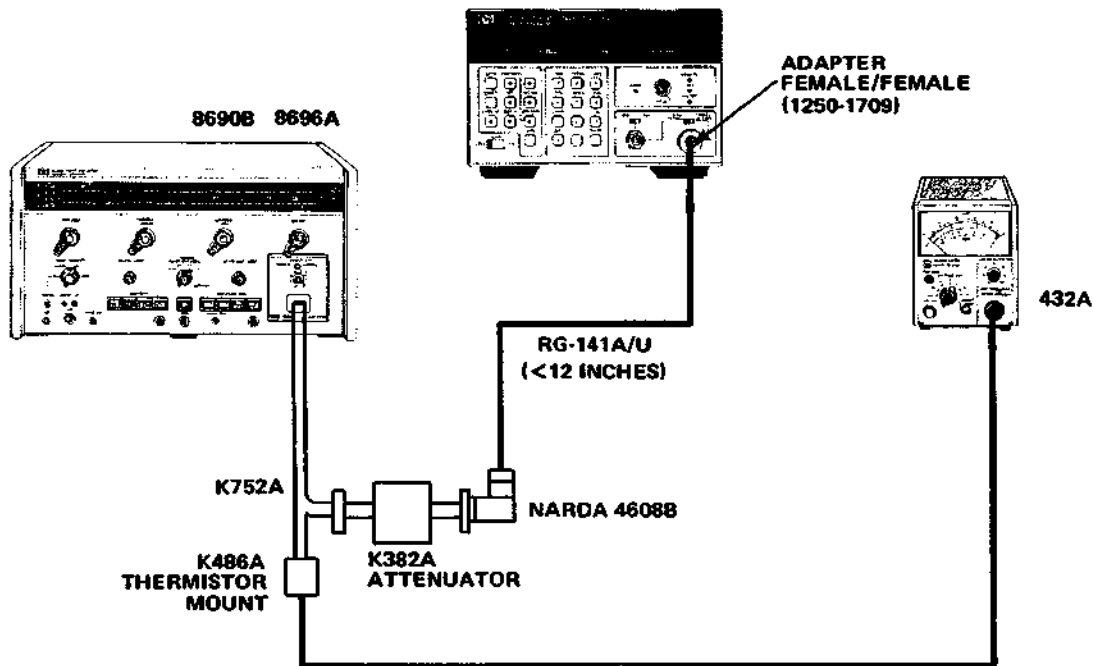 ADAPTER
FEMALE/FEMALE
(1250-1709)
8690B 8696A
432A
RG-141A/U
(<12 INCHES)
K752A
NARDA 4608B
K382A
ATTENUATOR
K486A
THERMISTOR
MOUNT